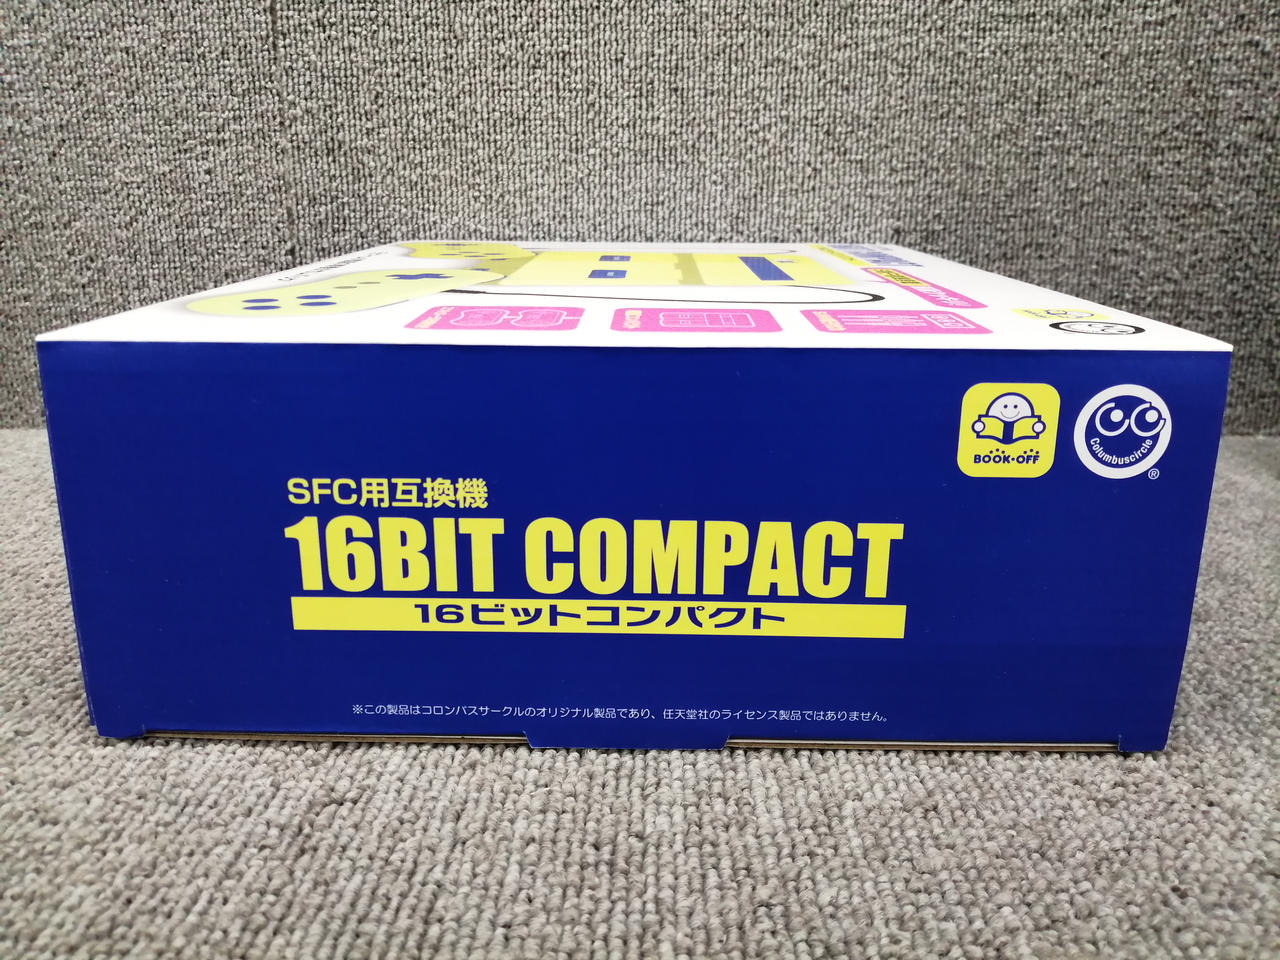 BOOK·OFF
Columbuscircle
®
SFC用互換機
16BIT COMPACT
16ビットコンパクト
※この製品はコロンバスサークルのオリジナル製品であり、任天堂社のライセンス製品ではありません。